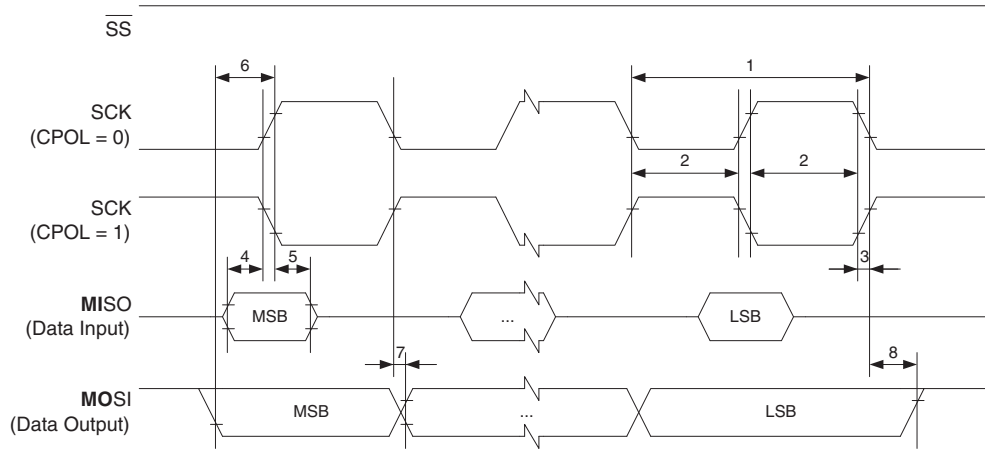 SS
6
1
SCK
(CPOL = 0)
2
2
SCK
(CPOL = 1)
4
5
3
MISO
(Data Input)
MSB
...
LSB
7
8
MOSI
(Data Output)
MSB
...
LSB